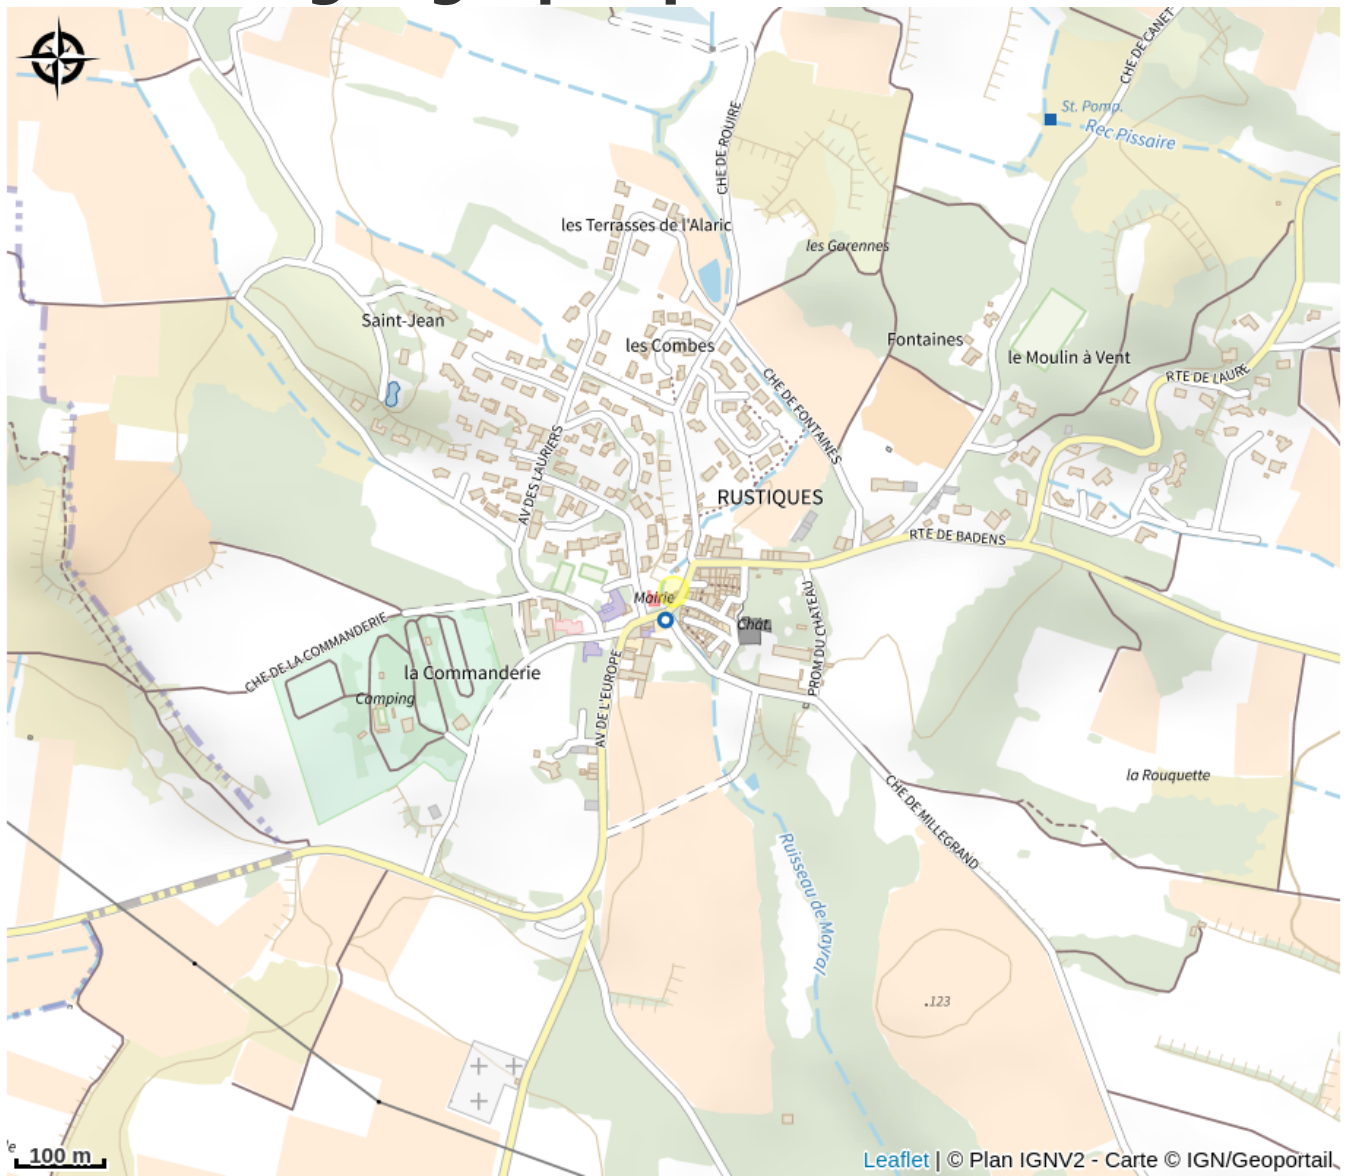 CHE DE CANET
St. Pomp.
Rec Pissaire
CHE DE ROUIRE
les Terrasses de l'Alaric
les Garennes
Saint-Jean
les Combes
Fontaines
le Moulin à Vent
RTE DE LAURE
CHE DE FONTAINES
AV DES LAURIERS
RUSTIQUES
RTE DE BADENS
Mairie
Chât.
CHE DE LA COMMANDERIE
PROM DU CHATEAU
la Commanderie
Camping
AV DE L'EUROPE
la Rouquette
CHE DE MILLEGRAND
Ruisseau de Mayral
.123
100 m
Leaflet | © Plan IGNV2 - Carte © IGN/Geoportail